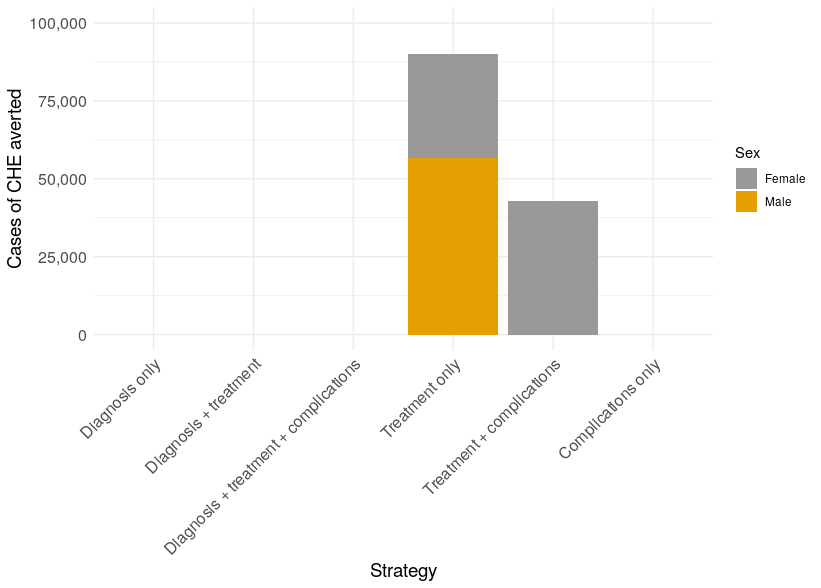 100,000
75,000
50,000
25,000
0
Cases of CHE averted
Diagnosis only
Diagnosis + treatment
Diagnosis + treatment + complications
Treatment only
Treatment + complications
Complications only
Strategy
Sex
Female
Male